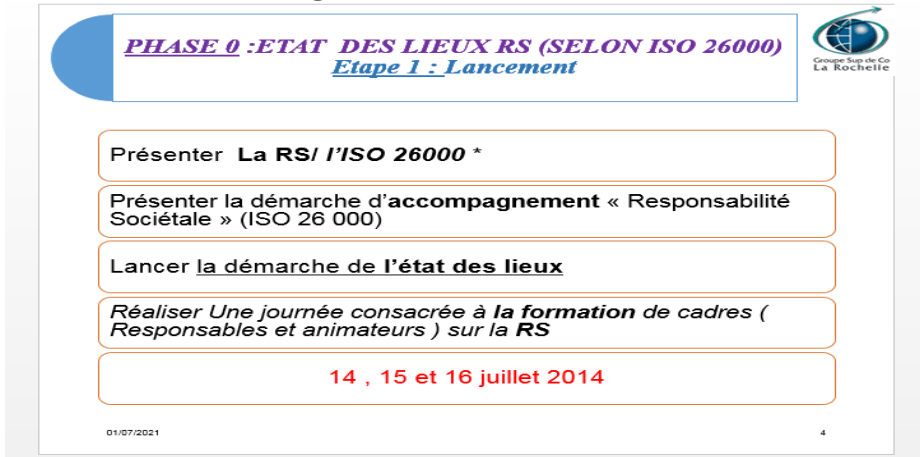 PHASE 0 :ETAT DES LIEUX RS (SELON ISO 26000)
Etape 1 : Lancement
Groupe Sup de Co
La Rochelle
Présenter La RS/ l'ISO 26000 *
Présenter la démarche d'accompagnement « Responsabilité
Sociétale » (ISO 26 000)
Lancer la démarche de l'état des lieux
Réaliser Une journée consacrée à la formation de cadres (
Responsables et animateurs ) sur la RS
14 , 15 et 16 juillet 2014
01/07/2021
4